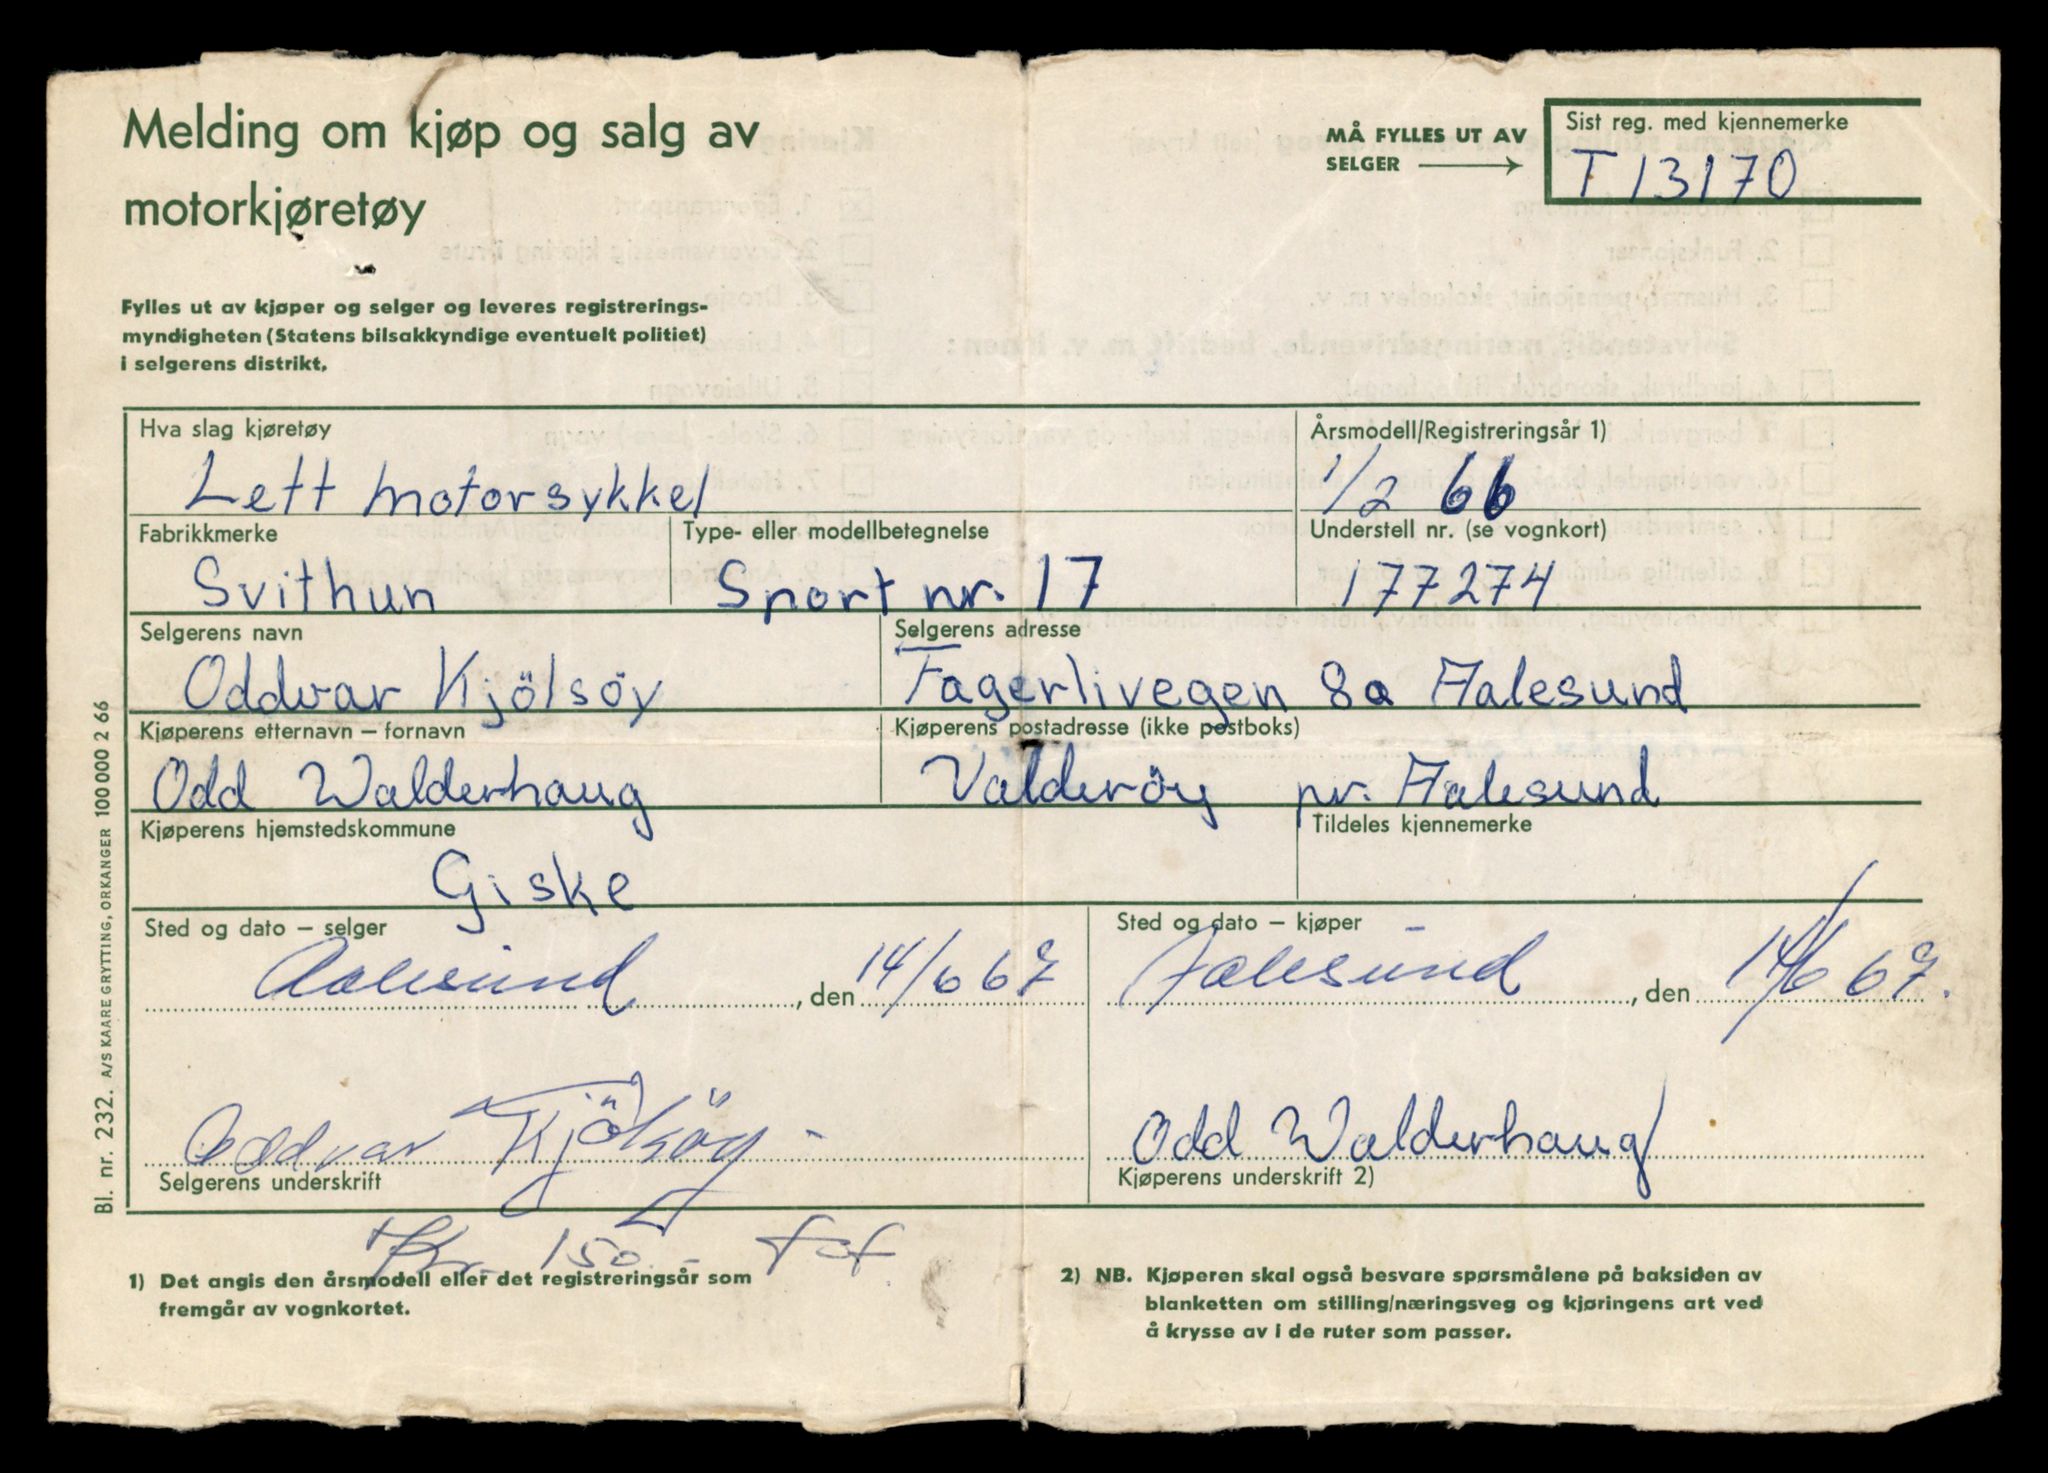 Melding om kjøp og salg av
motorkjøretøy
MÅ FYLLES UT AV
SELGER
Sist reg. med kjennemerke
T 13170
Fylles ut av kjøper og selger og leveres registrerings-
myndigheten (Statens bilsakkyndige eventuelt politiet)
i selgerens distrikt.
Hva slag kjøretøy
Lett motorsykkel
Årsmodell/Registreringsår 1)
1/2 66
Fabrikkmerke
Svithun
Type- eller modellbetegnelse
Sport nr. 17
Understell nr. (se vognkort)
177274
Selgerens navn
Oddvar Kjölsöy
Selgerens adresse
Fagerlivegen 8a Aalesund
Kjøperens etternavn – fornavn
Odd Walderhaug
Kjøperens postadresse (ikke postboks)
Valderöy pr. Aalesund
Kjøperens hjemstedskommune
Giske
Tildeles kjennemerke
Sted og dato – selger
Aalesund, den 14/6 67
Sted og dato – kjøper
Aalesund, den 14/6 67.
Oddvar Kjölsöy
Selgerens underskrift
Odd Walderhaug
Kjøperens underskrift 2)
Kr. 150.-
1) Det angis den årsmodell eller det registreringsår som
fremgår av vognkortet.
2) NB. Kjøperen skal også besvare spørsmålene på baksiden av
blanketten om stilling/næringsveg og kjøringens art ved
å krysse av i de ruter som passer.
Bl. nr. 232. A/S KAARE GRYTTING, ORKANGER 100 000 2 66